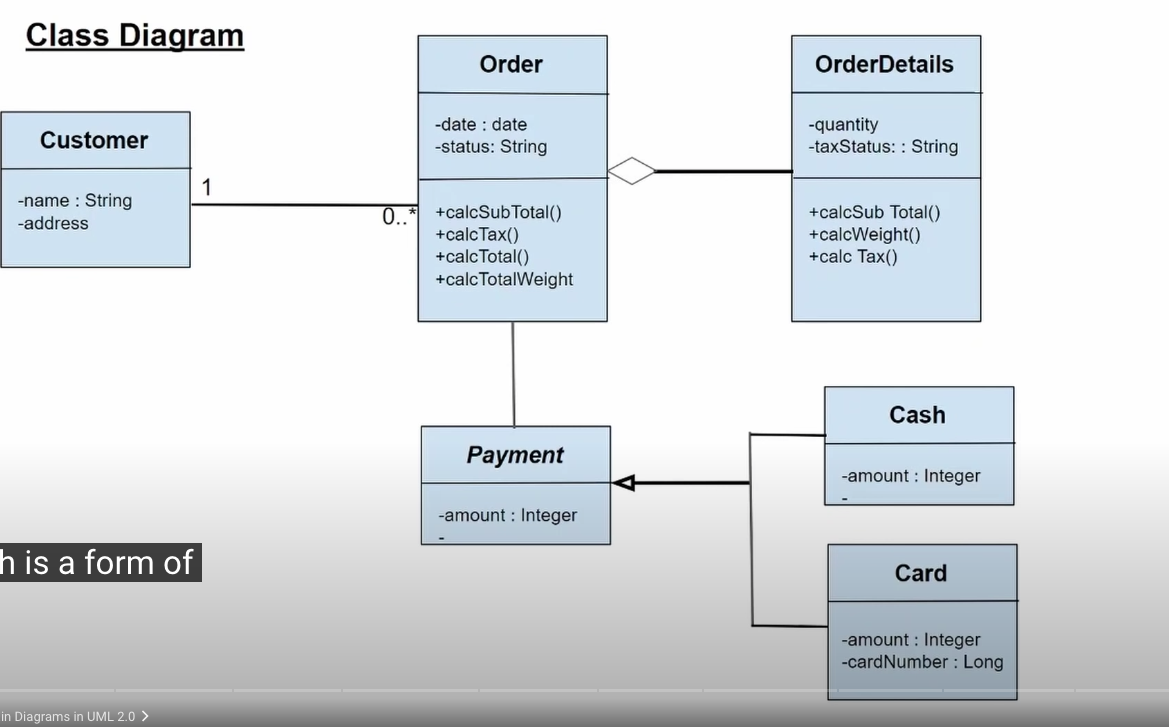 Class Diagram
Customer
-name : String
-address
1
0..*
Order
-date : date
-status: String
+calcSubTotal()
+calcTax()
+calcTotal()
+calcTotalWeight
OrderDetails
-quantity
-taxStatus: : String
+calcSub Total()
+calcWeight()
+calc Tax()
Payment
-amount : Integer
-
Cash
-amount : Integer
-
Card
-amount : Integer
-cardNumber : Long
h is a form of
in Diagrams in UML 2.0